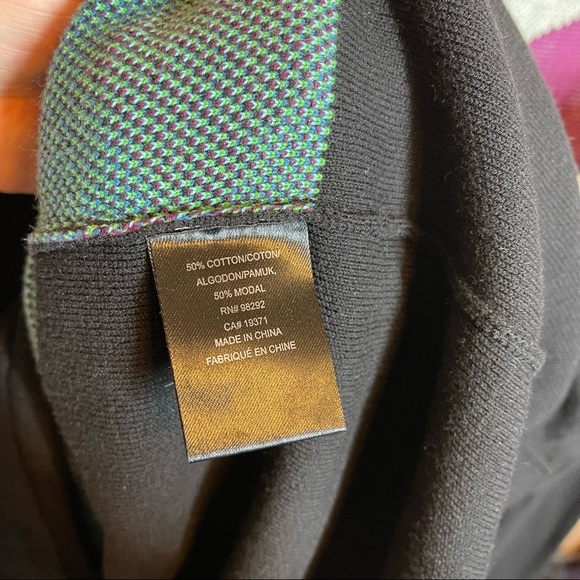 50% COTTON/COTON/
ALGODON/PAMUK,
50% MODAL
RN# 98292
CA# 19371
MADE IN CHINA
FABRIQUÉ EN CHINE